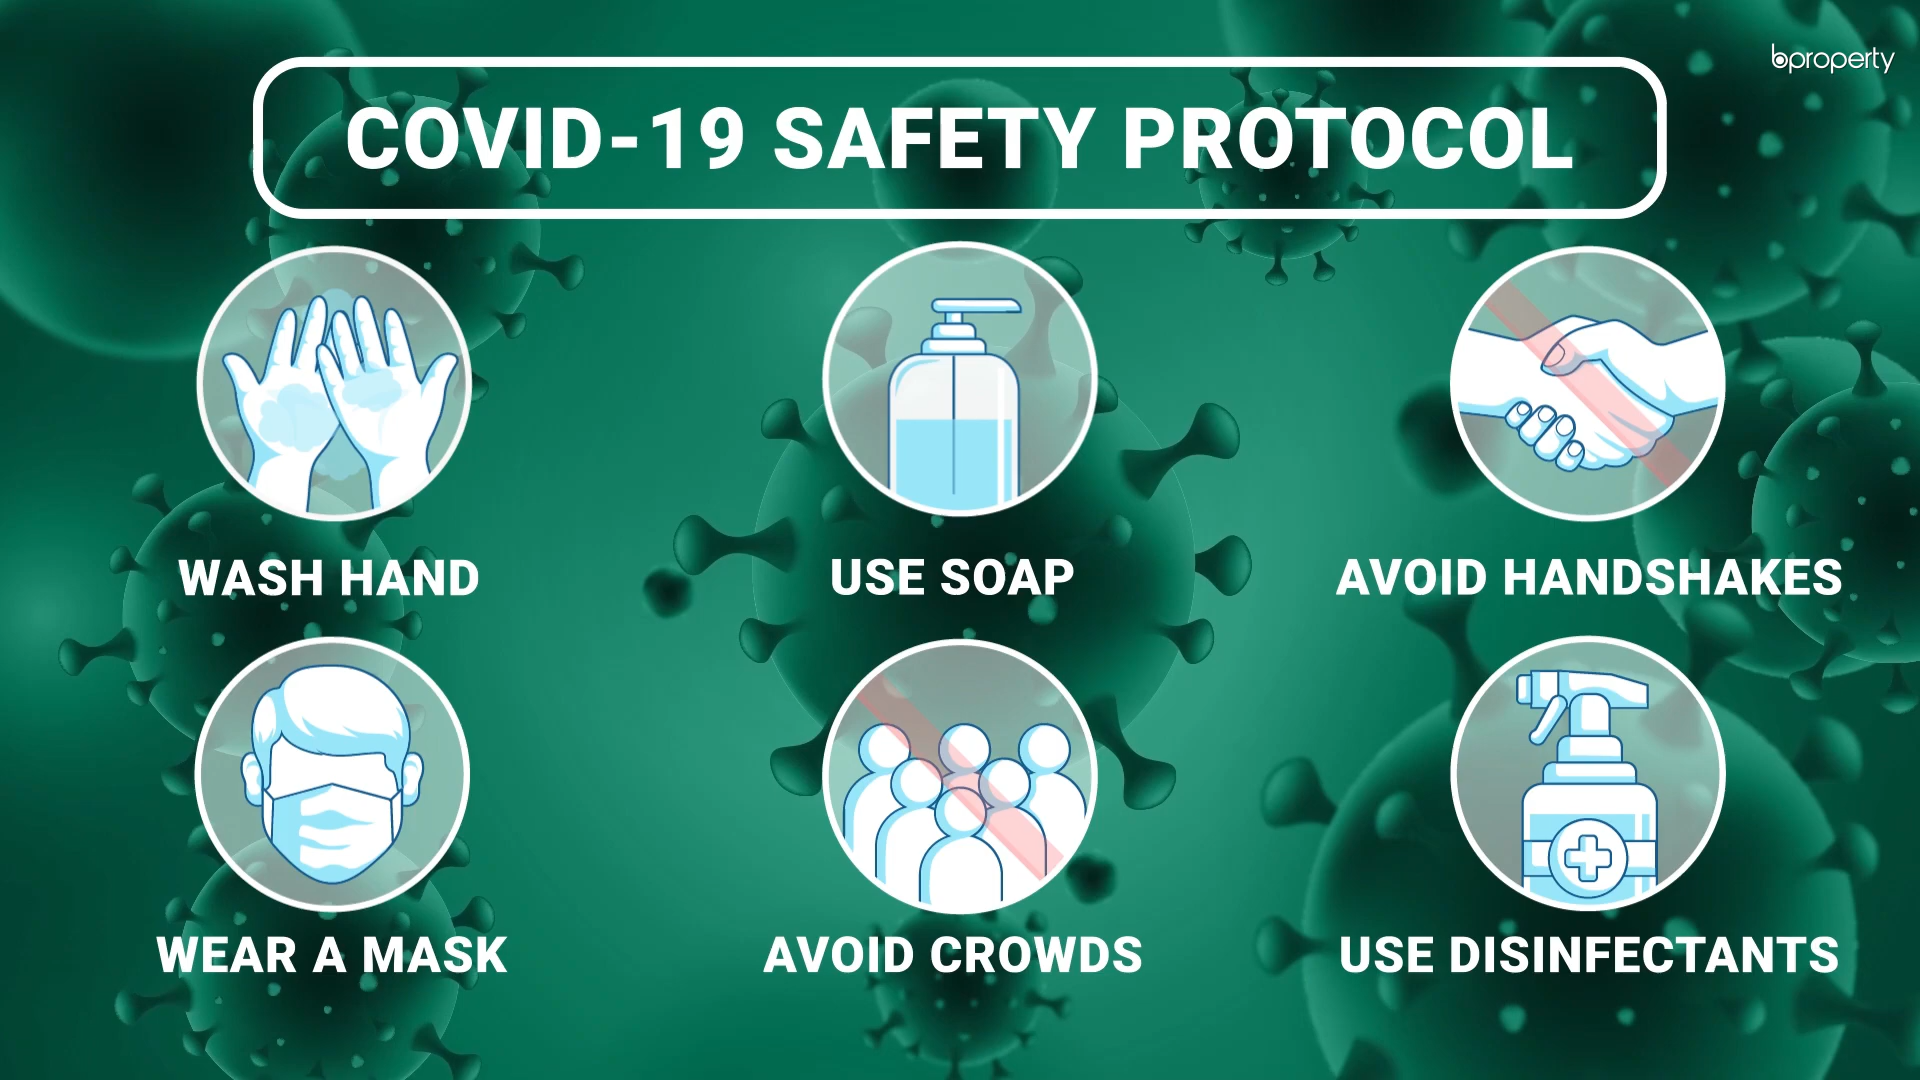 bproperty
COVID-19 SAFETY PROTOCOL
WASH HAND
USE SOAP
AVOID HANDSHAKES
WEAR A MASK
AVOID CROWDS
USE DISINFECTANTS